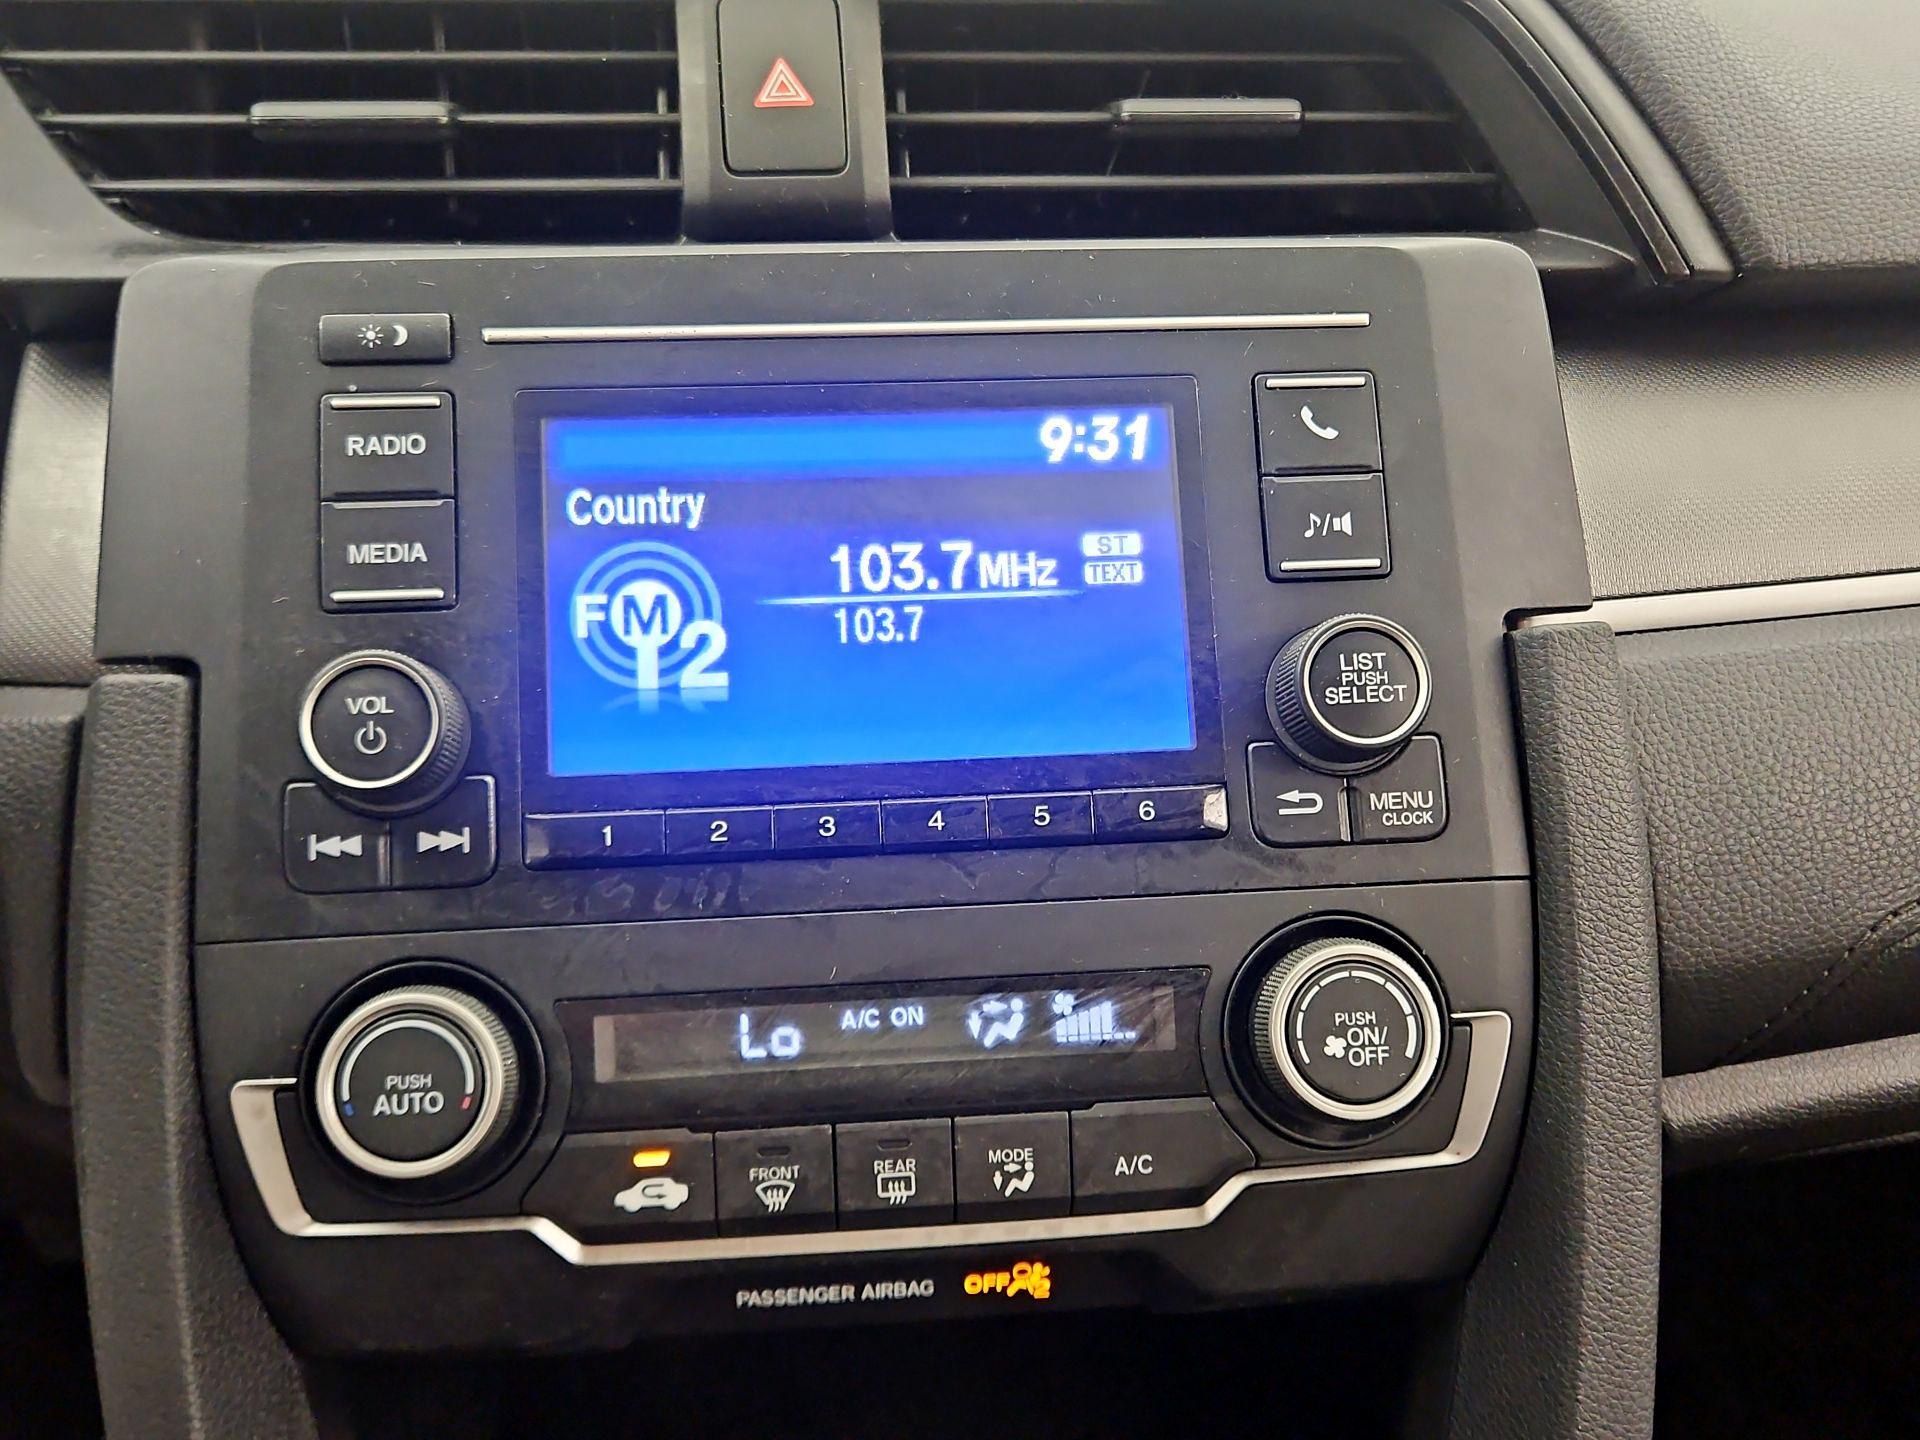 9:31
RADIO
Country
MEDIA
103.7MHz
ST
TEXT
103.7
FM2
♪/
LIST
PUSH
SELECT
VOL
1 2 3 4 5 6
MENU
CLOCK
PUSH
AUTO
Lo
A/C ON
PUSH
ON/
OFF
FRONT
REAR
MODE
A/C
PASSENGER AIRBAG OFF
2